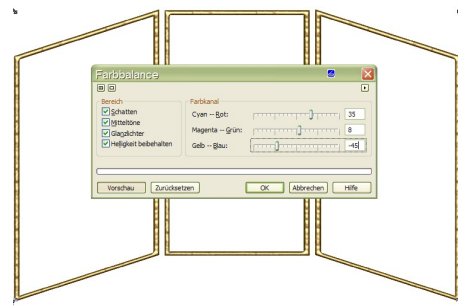 Farbbalance
Bereich
Schatten
Mitteltöne
Glanzlichter
Helligkeit beibehalten
Farbkanal
Cyan -- Rot: 35
Magenta -- Grün: 8
Gelb -- Blau: -45
Vorschau Zurücksetzen OK Abbrechen Hilfe